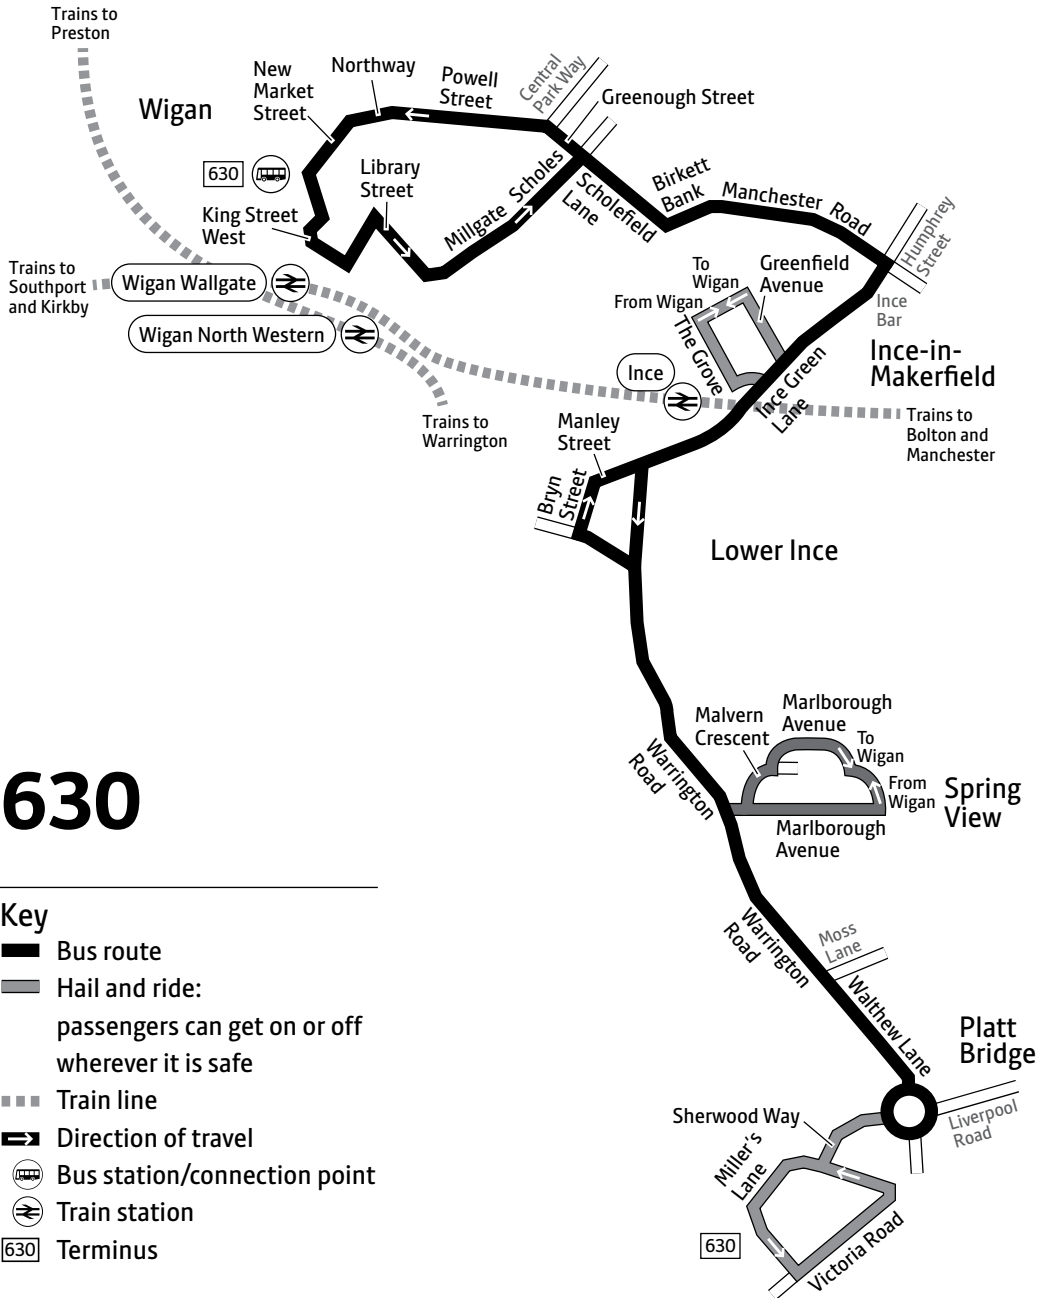 Trains to
Preston
Wigan
New
Market
Street
Northway
Powell
Street
Central
Park Way
Greenough Street
630
Library
Street
King Street
West
Millgate
Scholes
Scholefield
Lane
Birkett
Bank
Manchester Road
Humphrey
Street
Ince
Bar
Trains to
Southport
and Kirkby
Wigan Wallgate
Wigan North Western
To
Wigan
From Wigan
Greenfield
Avenue
The Grove
Ince Green
Lane
Ince-in-
Makerfield
Ince
Trains to
Warrington
Trains to
Bolton and
Manchester
Manley
Street
Bryn
Street
Lower Ince
Malvern
Crescent
Marlborough
Avenue
To
Wigan
From
Wigan
Marlborough
Avenue
Spring
View
Warrington
Road
Warrington
Road
Moss
Lane
Walthew Lane
Platt
Bridge
Liverpool
Road
Sherwood Way
Miller's
Lane
Victoria Road
630
630
Key
Bus route
Hail and ride:
passengers can get on or off
wherever it is safe
Train line
Direction of travel
Bus station/connection point
Train station
630 Terminus